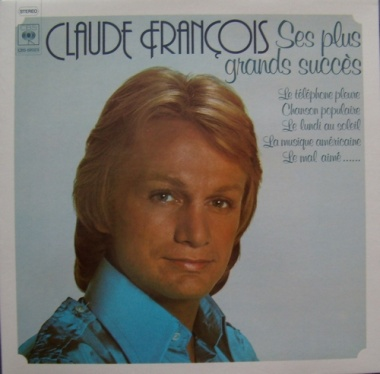 STEREO
CBS
CLAUDE FRANÇOIS Ses plus
grands succès
Le téléphone pleure
Chanson populaire
Le lundi au soleil
La musique américaine
Le mal aimé......